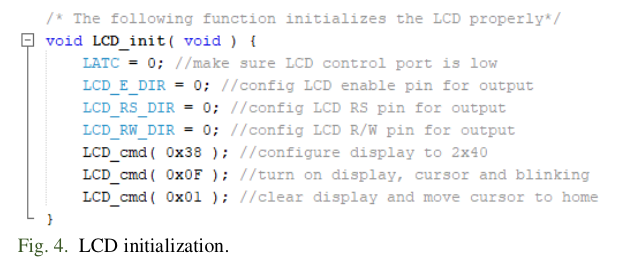 /* The following function initializes the LCD properly*/
void LCD_init( void ) {
LATC = 0; //make sure LCD control port is low
LCD_E_DIR = 0; //config LCD enable pin for output
LCD_RS_DIR = 0; //config LCD RS pin for output
LCD_RW_DIR = 0; //config LCD R/W pin for output
LCD_cmd( 0x38 ); //configure display to 2x40
LCD_cmd( 0x0F ); //turn on display, cursor and blinking
LCD_cmd( 0x01 ); //clear display and move cursor to home
}
Fig. 4. LCD initialization.